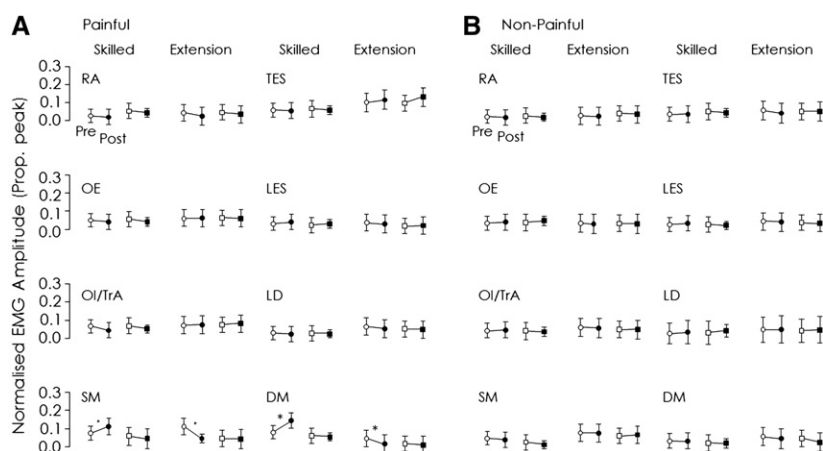 A Painful B Non-Painful
Skilled Extension Skilled Extension Skilled Extension Skilled Extension
Normalised EMG Amplitude (Prop. peak)
RA TES RA TES
0.3
0.2
0.1
0.0
Pre Post Pre Post
OE LES OE LES
0.3
0.2
0.1
0.0
OI/TrA LD OI/TrA LD
0.3
0.2
0.1
0.0
SM DM SM DM
0.3
0.2
0.1
0.0
* * * *